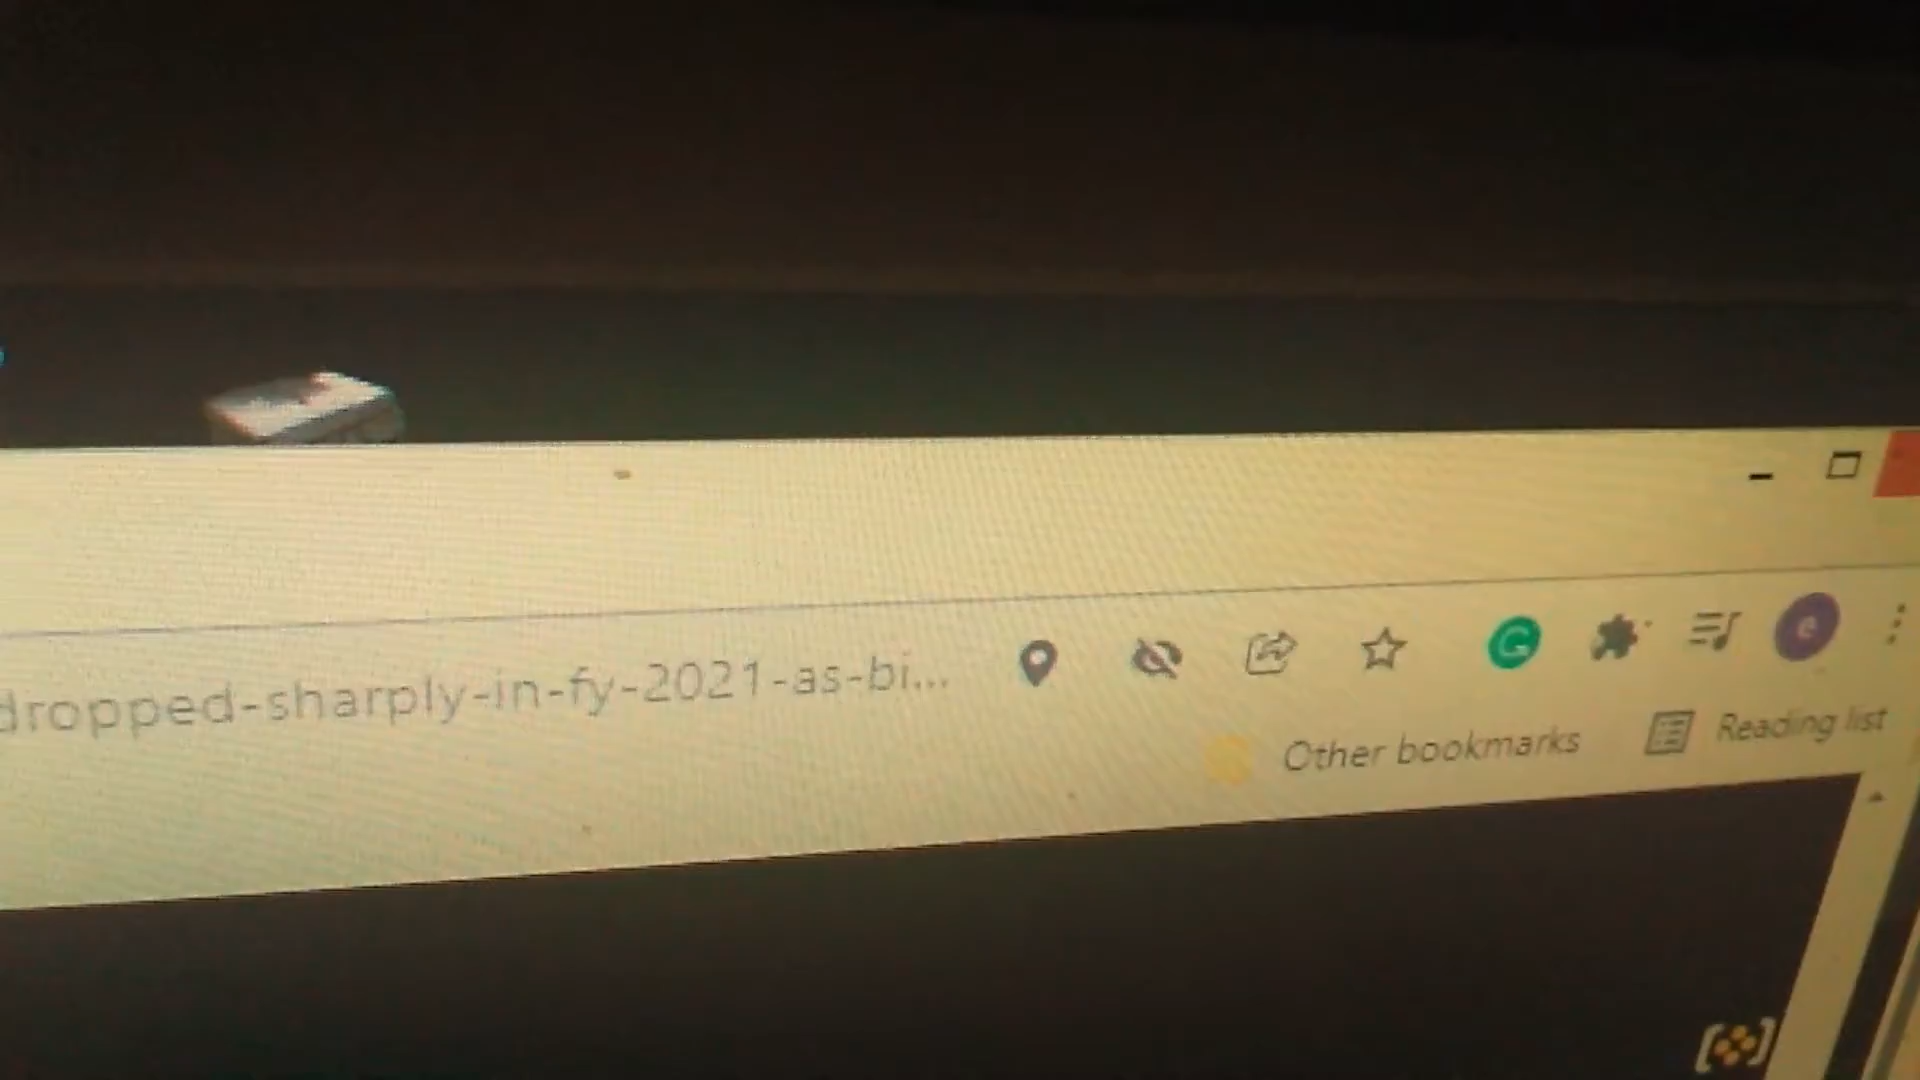 dropped-sharply-in-fy-2021-as-bi...
e
Other bookmarks
Reading list